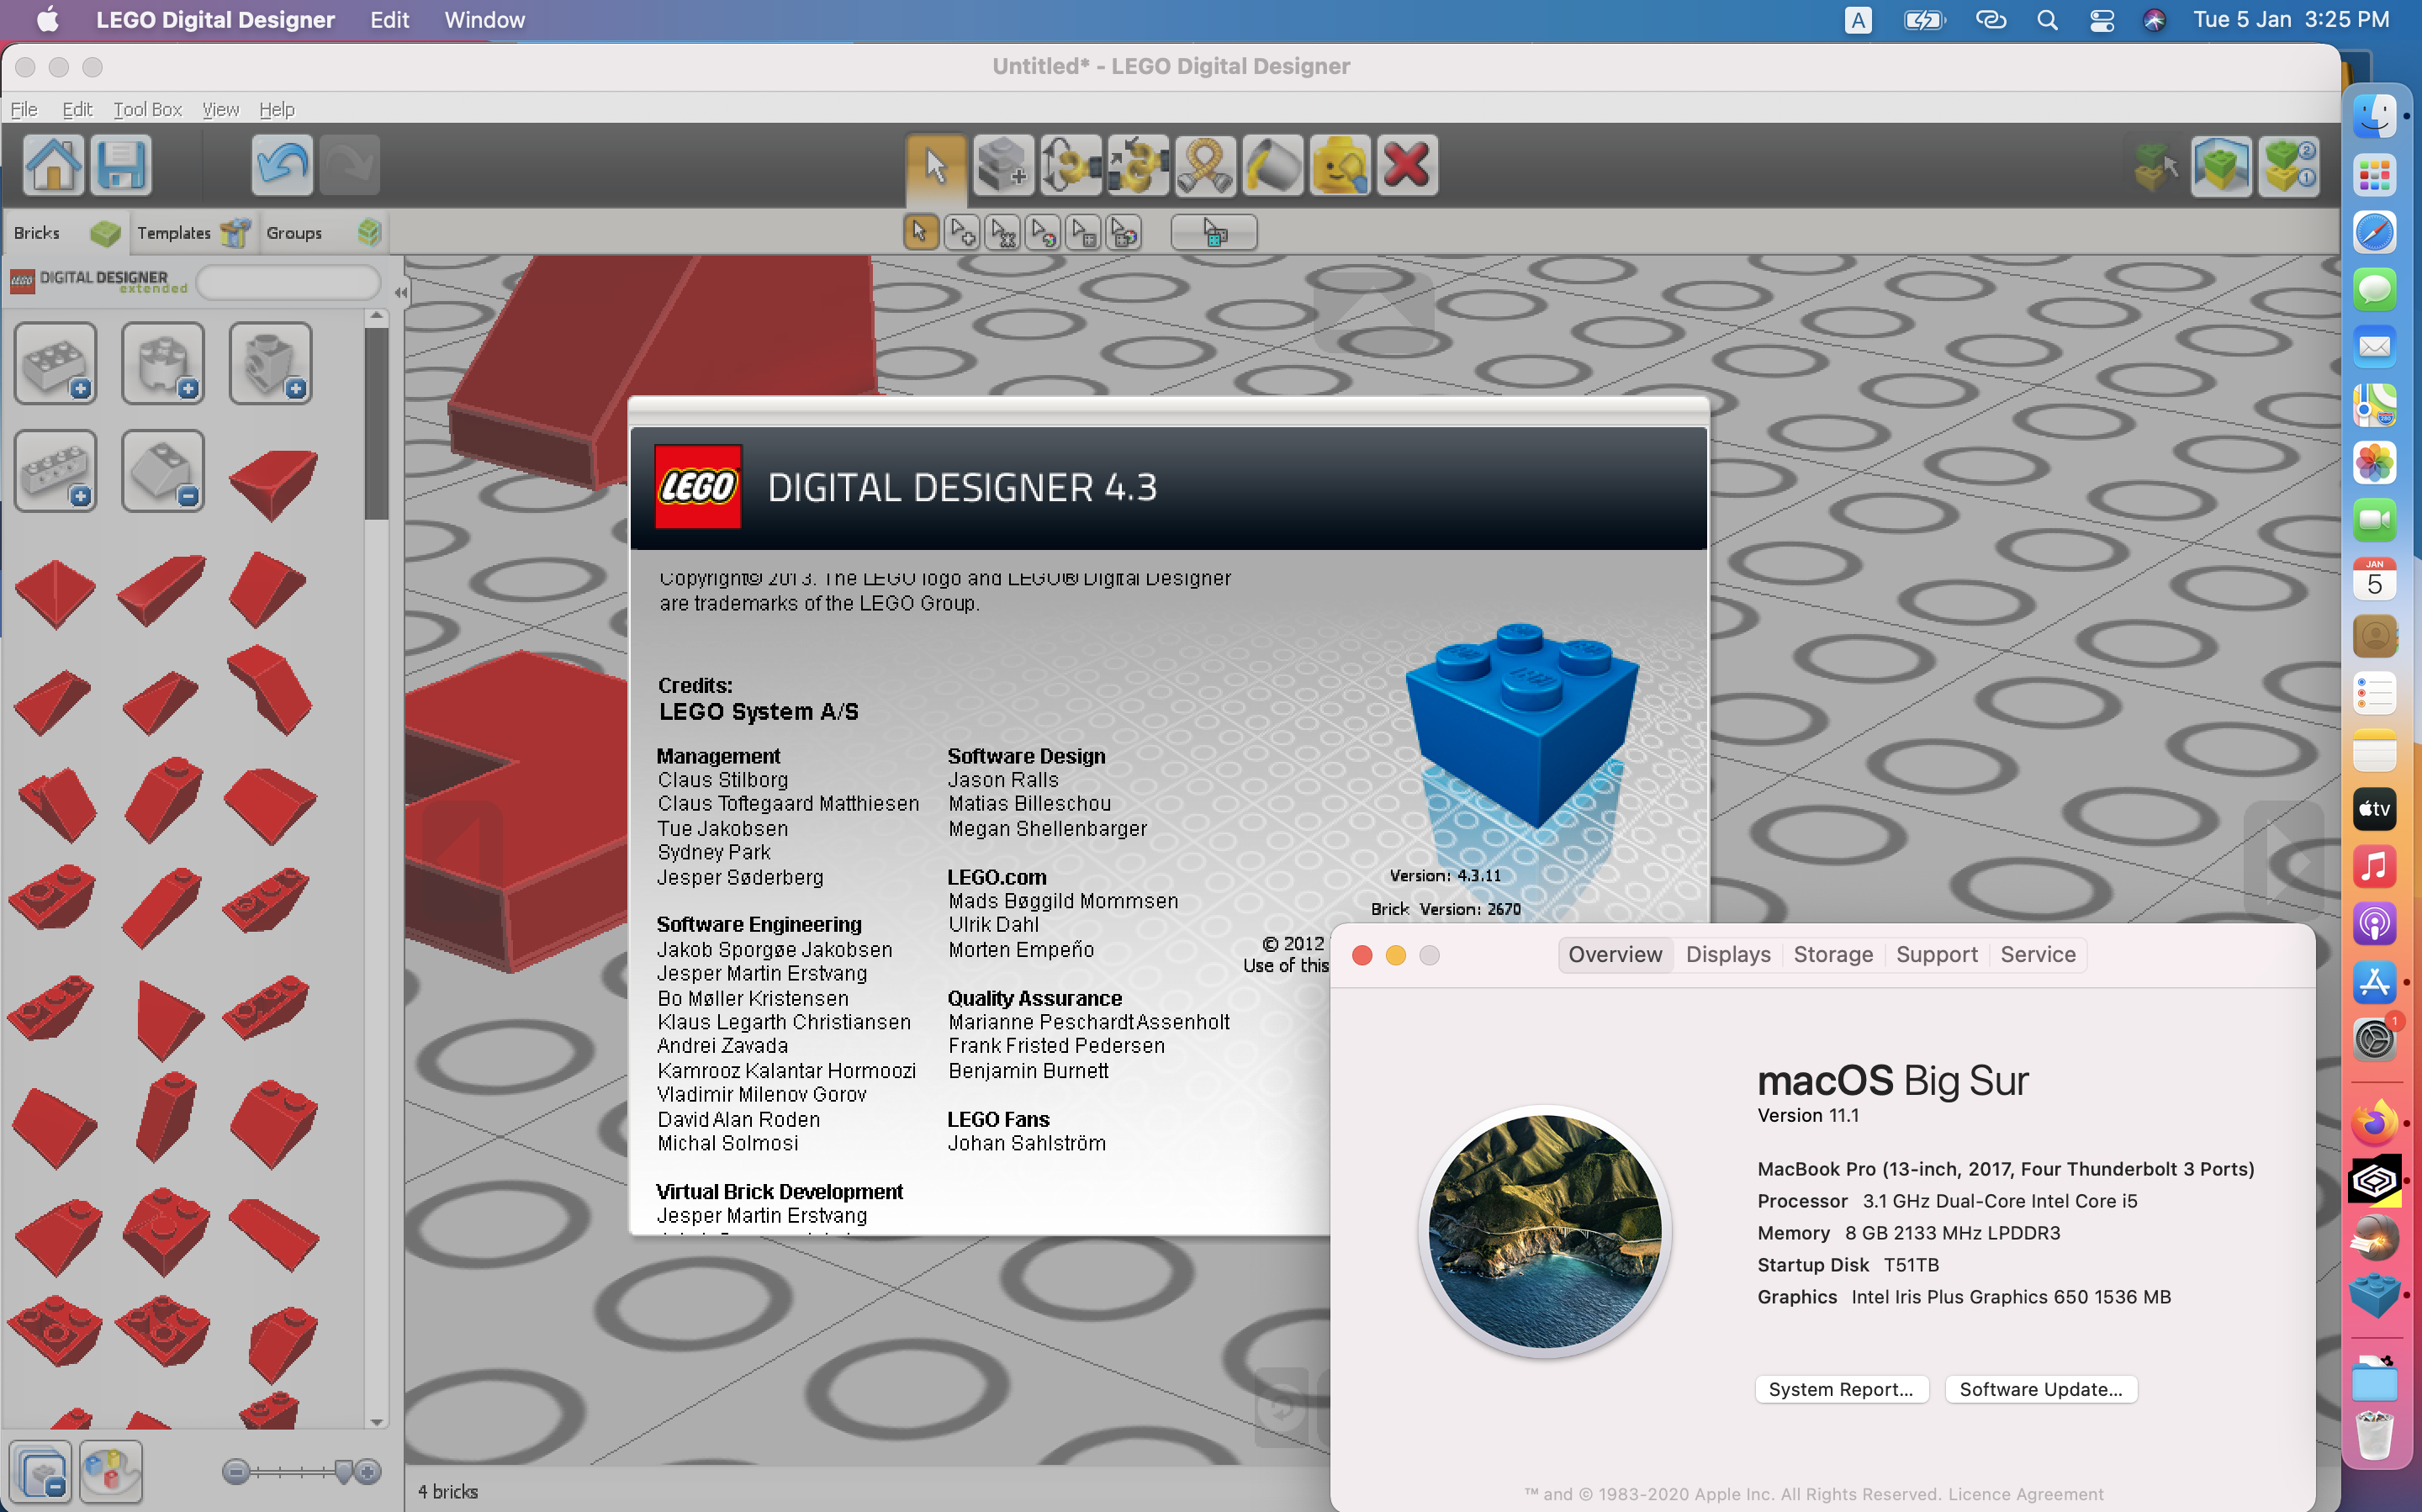 LEGO Digital Designer Edit Window
A
Tue 5 Jan 3:25 PM
Untitled* - LEGO Digital Designer
File Edit Tool Box View Help
2
1
Bricks Templates Groups
LEGO DIGITAL DESIGNER
extended
LEGO DIGITAL DESIGNER 4.3
Copyright© 2013. The LEGO logo and LEGO® Digital Designer
are trademarks of the LEGO Group.
Credits:
LEGO System A/S
Management
Claus Stilborg
Claus Toftegaard Matthiesen
Tue Jakobsen
Sydney Park
Jesper Søderberg
Software Engineering
Jakob Sporgøe Jakobsen
Jesper Martin Erstvang
Bo Møller Kristensen
Klaus Legarth Christiansen
Andrei Zavada
Kamrooz Kalantar Hormoozi
Vladimir Milenov Gorov
David Alan Roden
Michal Solmosi
Virtual Brick Development
Jesper Martin Erstvang
Software Design
Jason Ralls
Matias Billeschou
Megan Shellenbarger
LEGO.com
Mads Bøggild Mommsen
Ulrik Dahl
Morten Empeño
Quality Assurance
Marianne Peschardt Assenholt
Frank Fristed Pedersen
Benjamin Burnett
LEGO Fans
Johan Sahlström
Version: 4.3.11
Brick Version: 2670
© 2012
Use of this
4 bricks
Overview Displays Storage Support Service
macOS Big Sur
Version 11.1
MacBook Pro (13-inch, 2017, Four Thunderbolt 3 Ports)
Processor 3.1 GHz Dual-Core Intel Core i5
Memory 8 GB 2133 MHz LPDDR3
Startup Disk T51TB
Graphics Intel Iris Plus Graphics 650 1536 MB
System Report... Software Update...
™ and © 1983-2020 Apple Inc. All Rights Reserved. Licence Agreement
280
JAN
5
tv
1